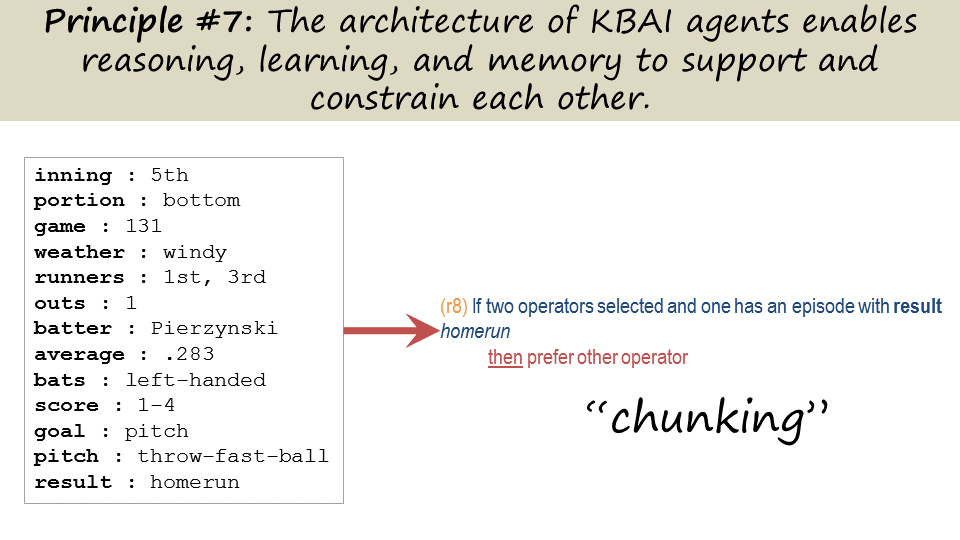 Principle #7: The architecture of KBAI agents enables
reasoning, learning, and memory to support and
constrain each other.
inning : 5th
portion : bottom
game : 131
weather : windy
runners : 1st, 3rd
outs : 1
batter : Pierzynski
average : .283
bats : left-handed
score : 1-4
goal : pitch
pitch : throw-fast-ball
result : homerun
(r8) If two operators selected and one has an episode with result
homerun
then prefer other operator
“chunking”